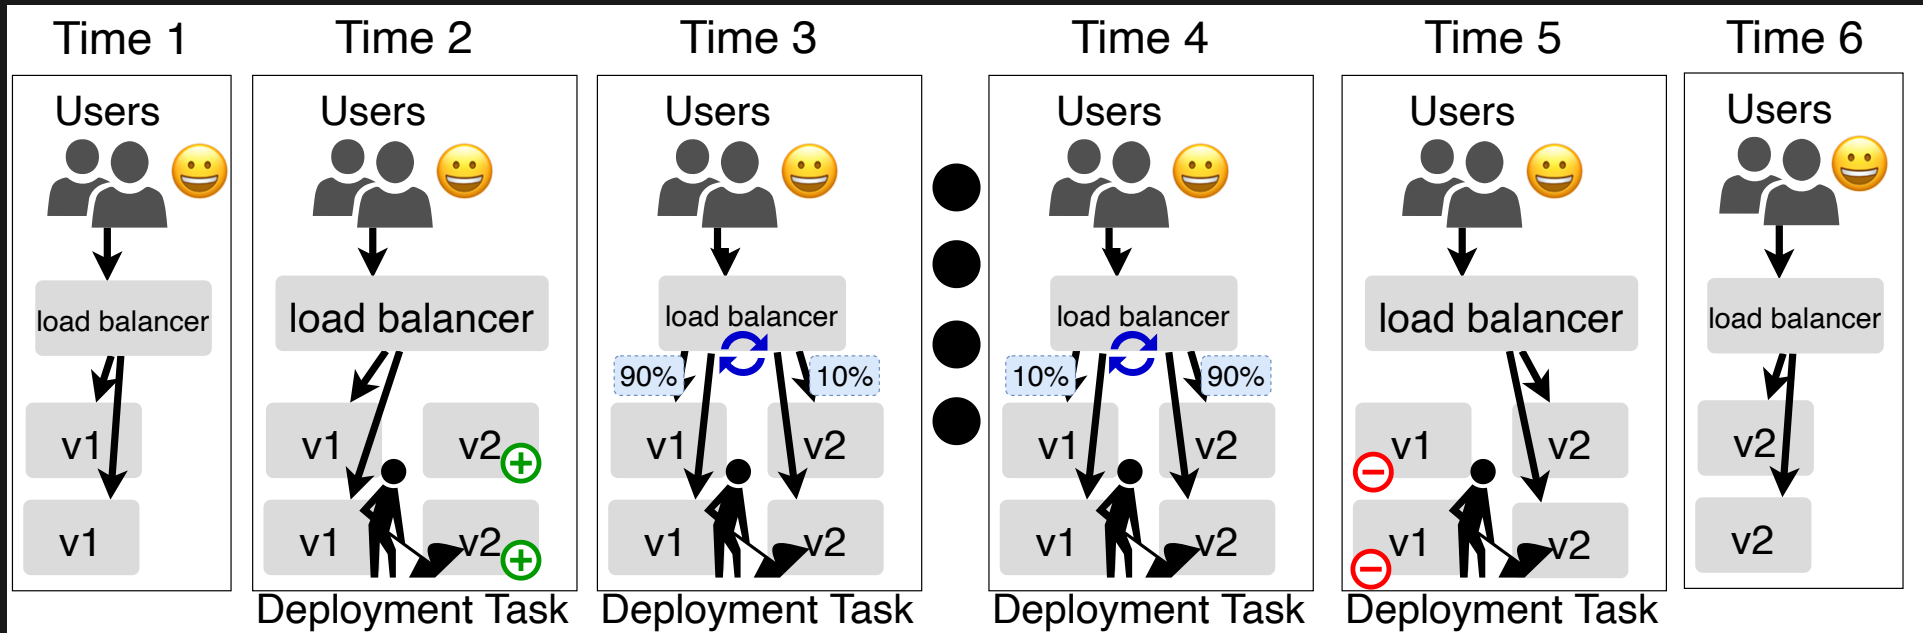 Time 1
Users
load balancer
v1
v1
Time 2
Users
load balancer
v1 v2
v1 v2
Deployment Task
Time 3
Users
load balancer
90% 10%
v1 v2
v1 v2
Deployment Task
Time 4
Users
load balancer
10% 90%
v1 v2
v1 v2
Deployment Task
Time 5
Users
load balancer
v1 v2
v1 v2
Deployment Task
Time 6
Users
load balancer
v2
v2